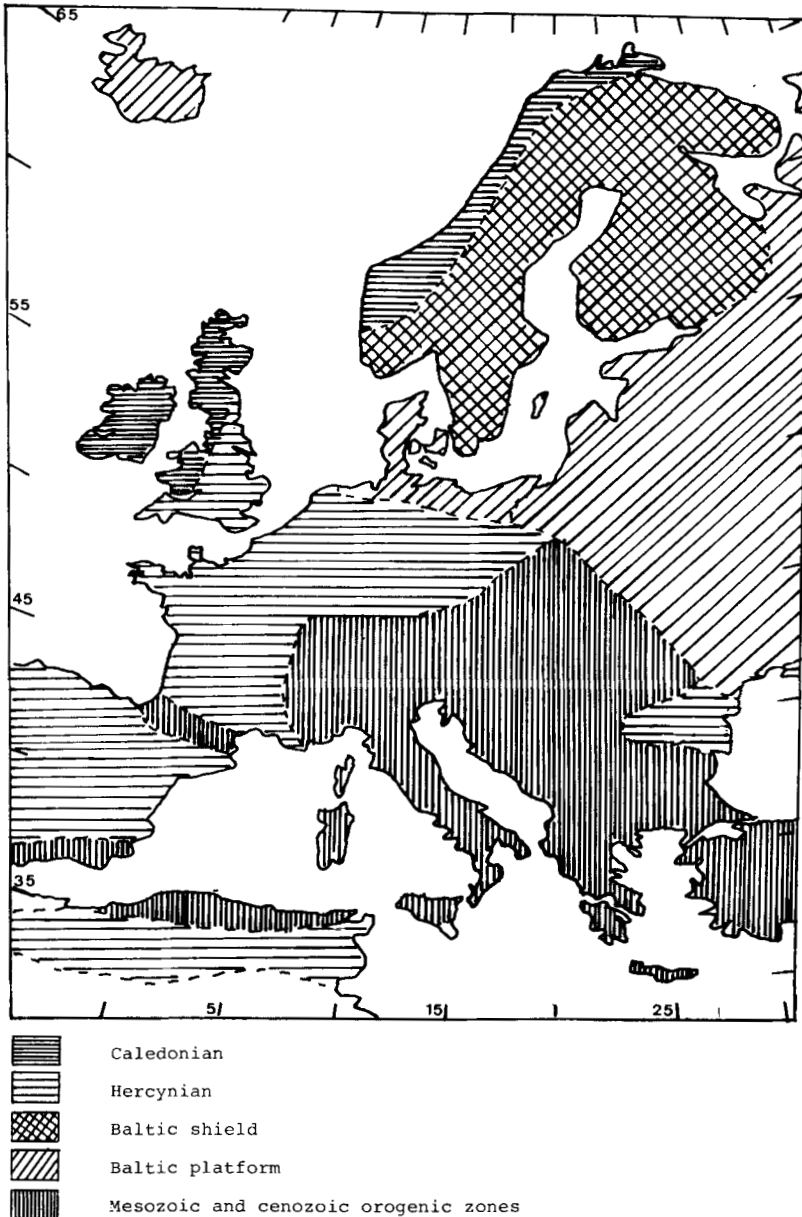 65
55
45
35
5 15 25
Caledonian
Hercynian
Baltic shield
Baltic platform
Mesozoic and cenozoic orogenic zones